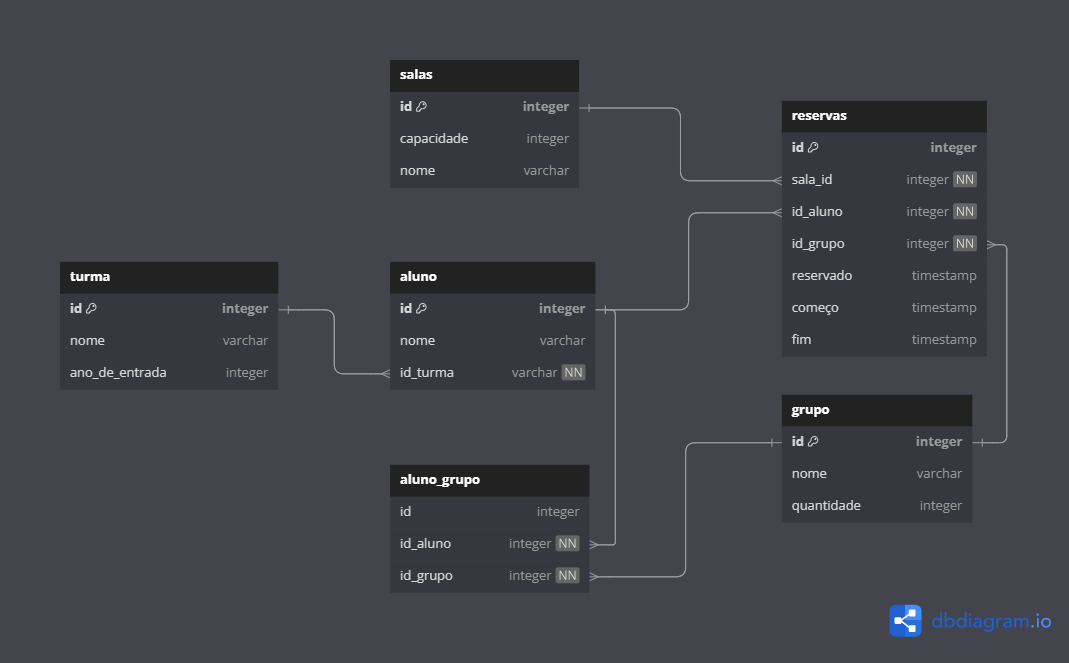 salas
id integer
capacidade integer
nome varchar
reservas
id integer
sala_id integer NN
id_aluno integer NN
id_grupo integer NN
reservado timestamp
começo timestamp
fim timestamp
turma
id integer
nome varchar
ano_de_entrada integer
aluno
id integer
nome varchar
id_turma varchar NN
grupo
id integer
nome varchar
quantidade integer
aluno_grupo
id integer
id_aluno integer NN
id_grupo integer NN
dbdiagram.io